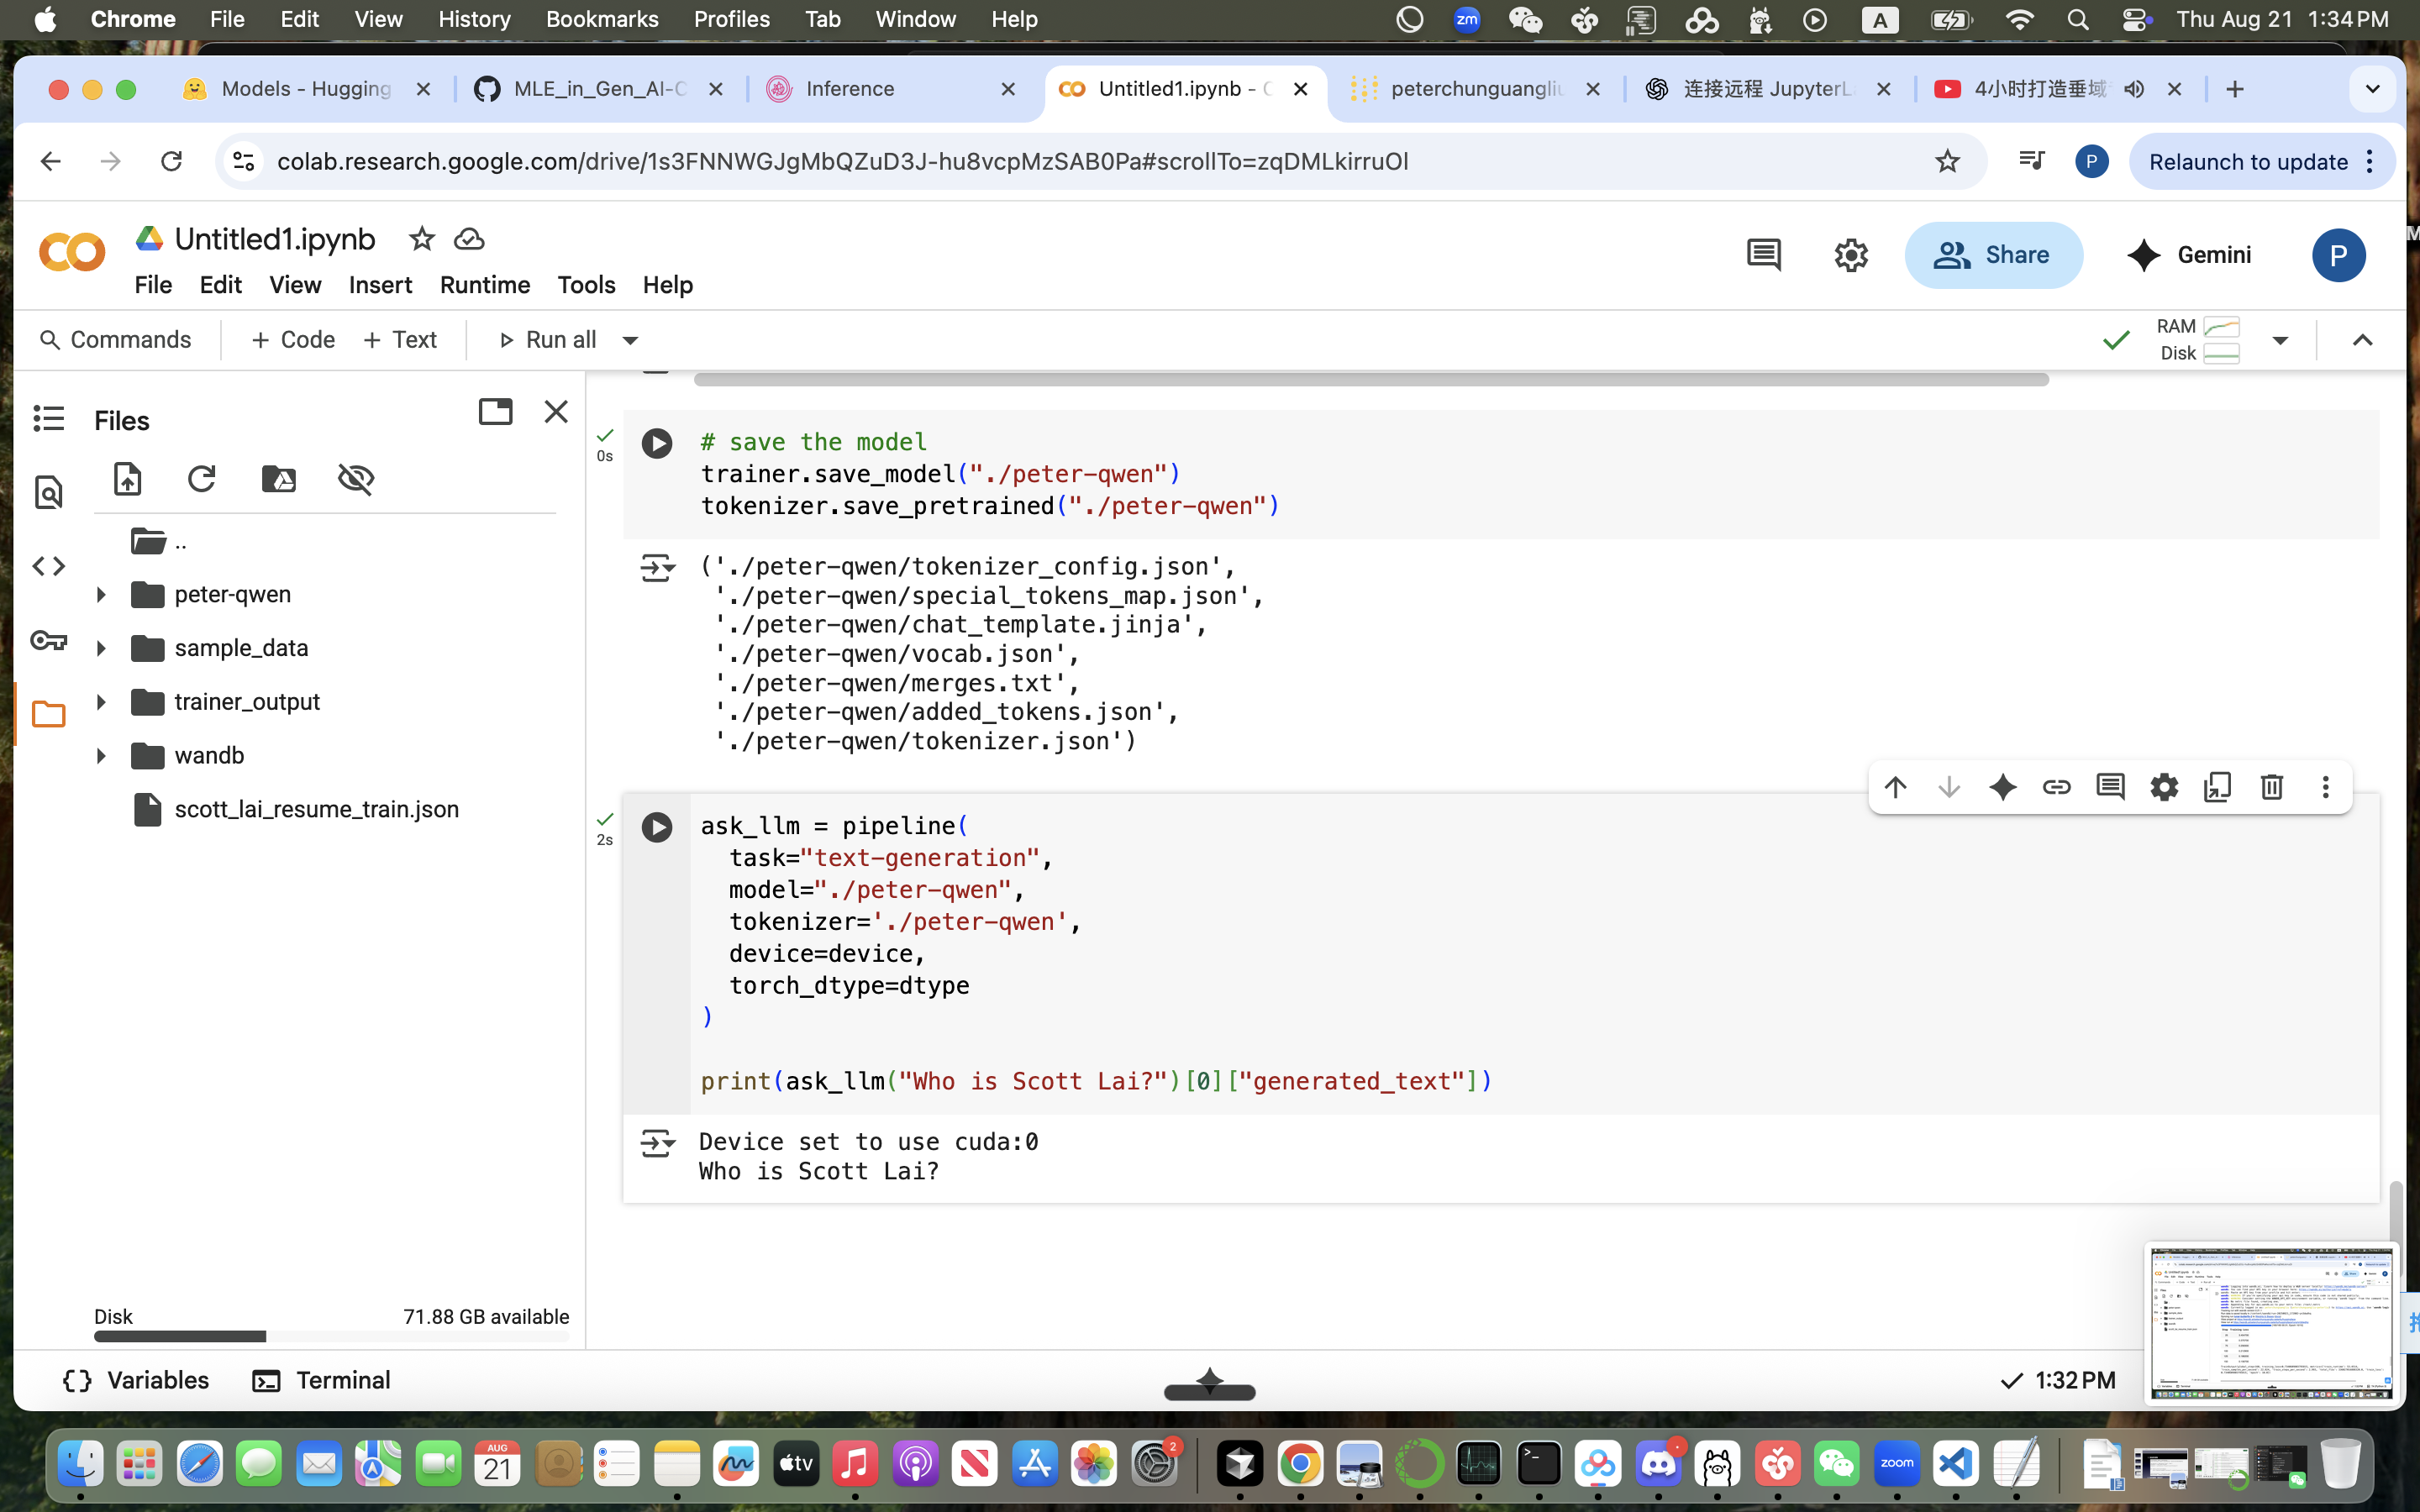 Chrome File Edit View History Bookmarks Profiles Tab Window Help
zm A Thu Aug 21 1:34 PM
Models - Hugging
MLE_in_Gen_AI-C
Inference
Untitled1.ipynb - C
peterchunguangliu
连接远程 JupyterL
4小时打造垂域
colab.research.google.com/drive/1s3FNNWGJgMbQZuD3J-hu8vcpMzSAB0Pa#scrollTo=zqDMLkirruOl
P
Relaunch to update
Untitled1.ipynb
Share
Gemini
P
File Edit View Insert Runtime Tools Help
Commands + Code + Text Run all
RAM
Disk
Files
..
peter-qwen
sample_data
trainer_output
wandb
scott_lai_resume_train.json
Disk 71.88 GB available
0s
# save the model
trainer.save_model("./peter-qwen")
tokenizer.save_pretrained("./peter-qwen")
('./peter-qwen/tokenizer_config.json',
'./peter-qwen/special_tokens_map.json',
'./peter-qwen/chat_template.jinja',
'./peter-qwen/vocab.json',
'./peter-qwen/merges.txt',
'./peter-qwen/added_tokens.json',
'./peter-qwen/tokenizer.json')
2s
ask_llm = pipeline(
task="text-generation",
model="./peter-qwen",
tokenizer='./peter-qwen',
device=device,
torch_dtype=dtype
)
print(ask_llm("Who is Scott Lai?")[0]["generated_text"])
Device set to use cuda:0
Who is Scott Lai?
Variables Terminal
1:32 PM
AUG
21
tv
2
zoom